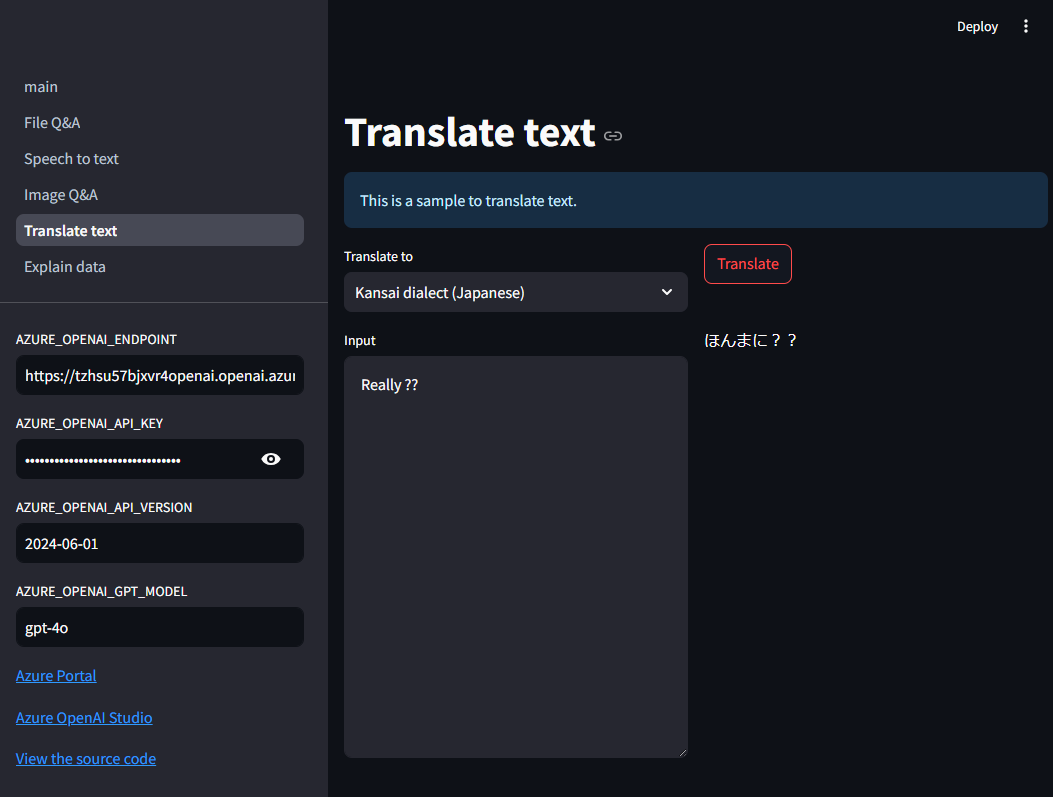 Deploy
main
File Q&A
Speech to text
Image Q&A
Translate text
Explain data
AZURE_OPENAI_ENDPOINT
https://tzhsu57bjxvr4openai.openai.azur
AZURE_OPENAI_API_KEY
••••••••••••••••••••••••••••••••
AZURE_OPENAI_API_VERSION
2024-06-01
AZURE_OPENAI_GPT_MODEL
gpt-4o
Azure Portal
Azure OpenAI Studio
View the source code
Translate text
This is a sample to translate text.
Translate to
Kansai dialect (Japanese)
Input
Really ??
Translate
ほんまに？？